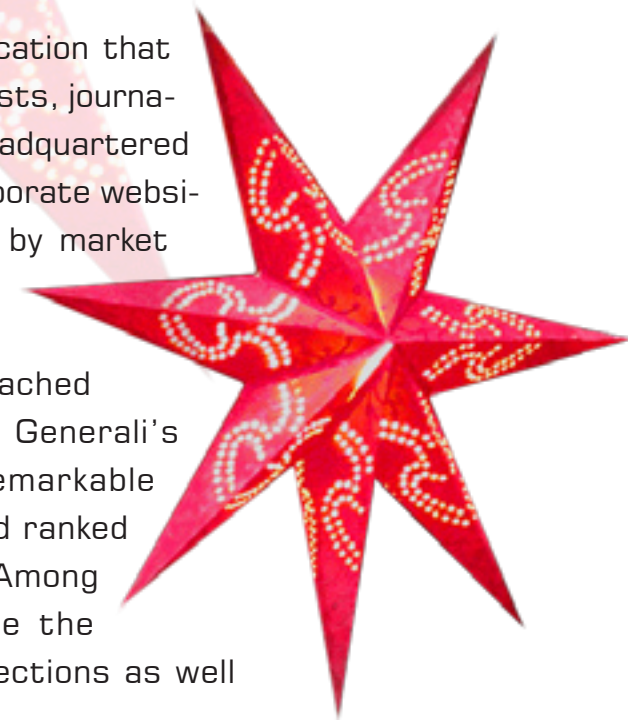 cation that
sts, journa-
adquartered
porate websi-
by market
ached
Generali's
emarkable
d ranked
Among
e the
ections as well